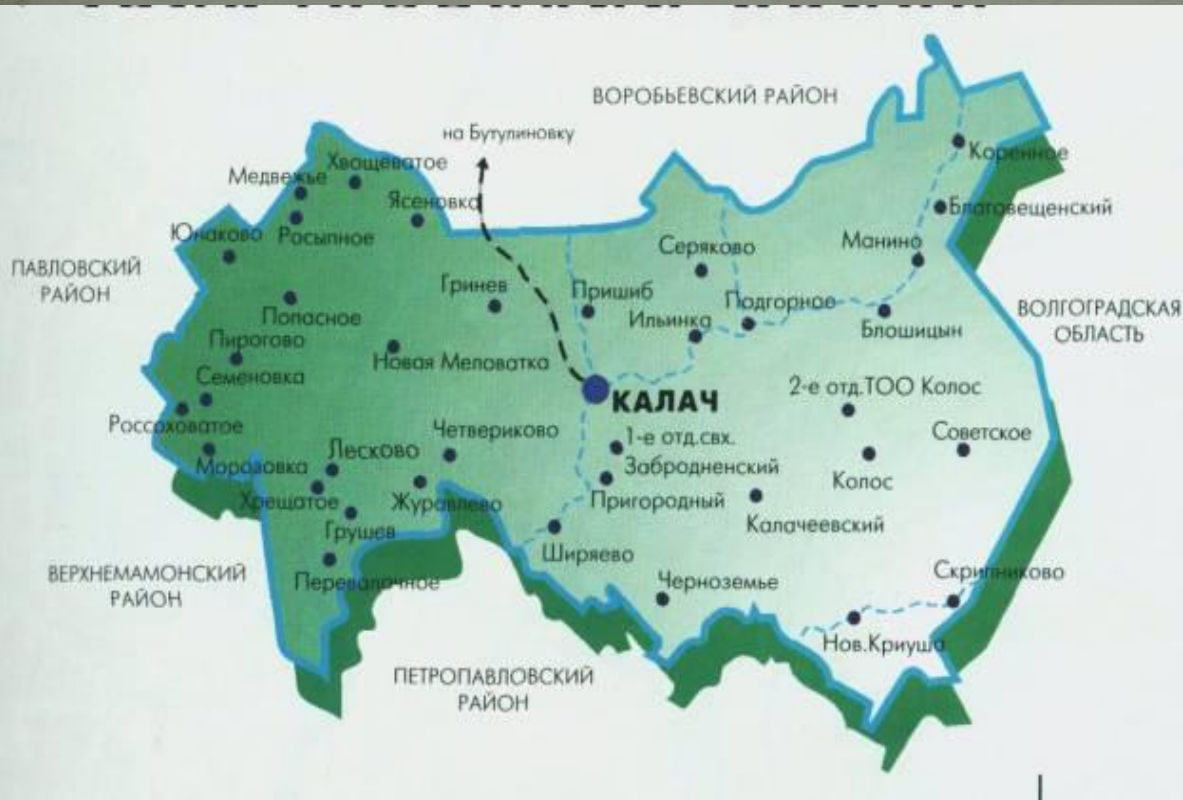 ВОРОБЬЕВСКИЙ РАЙОН
на Бутулиновку
Коренное
Хвощеватое
Медвежье
Ясеновка
Благовещенский
Юнаково
Росыпное
Манино
Серяково
ПАВЛОВСКИЙ
РАЙОН
Гринев
Пришиб
Подгорное
ВОЛГОГРАДСКАЯ
ОБЛАСТЬ
Попасное
Ильинка
Блошицын
Пирогово
Новая Меловатка
Семеновка
КАЛАЧ
2-е отд.ТОО Колос
Россоховатое
Четвериково
1-е отд.свх.
Забродненский
Советское
Лесково
Морозовка
Колос
Хрещатое
Журавлево
Пригородный
Калачеевский
Грушев
Ширяево
ВЕРХНЕМАМОНСКИЙ
РАЙОН
Перевалочное
Черноземье
Скрипниково
Нов.Криуша
ПЕТРОПАВЛОВСКИЙ
РАЙОН